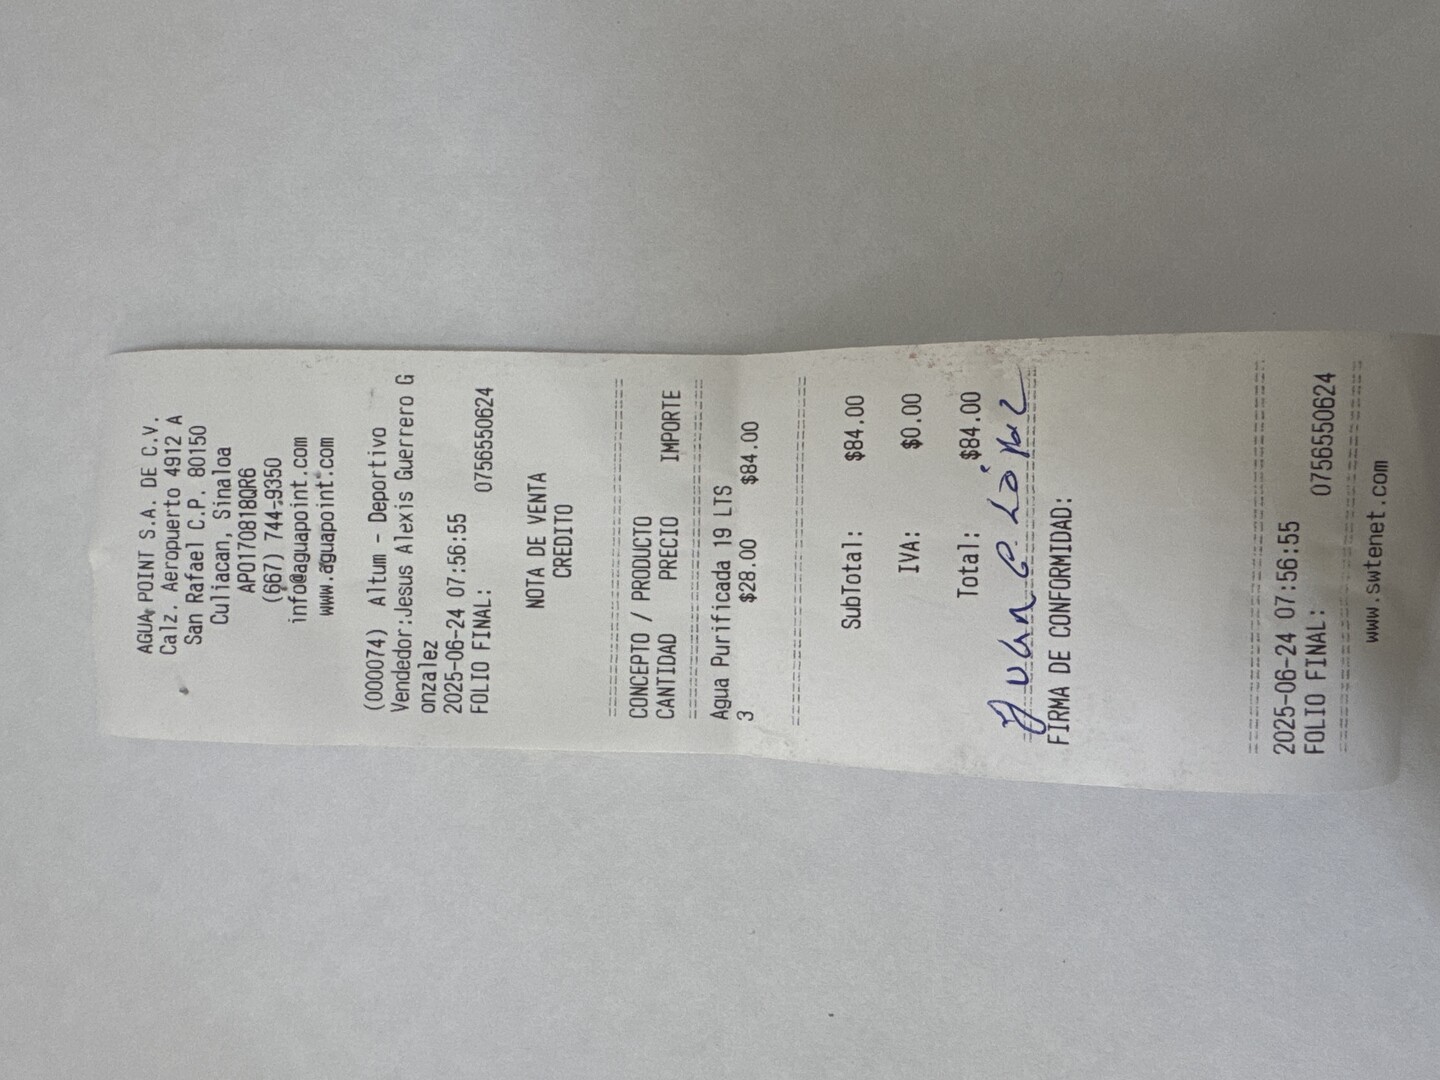 AGUA POINT S.A. DE C.V.
Calz. Aeropuerto 4912 A
San Rafael C.P. 80150
Culiacan, Sinaloa
APO170818QR6
(667) 744-9350
info@aguapoint.com
www.aguapoint.com
(000074) Altum - Deportivo
Vendedor:Jesus Alexis Guerrero G
onzalez
2025-06-24 07:56:55
FOLIO FINAL: 0756550624
NOTA DE VENTA
CREDITO
CONCEPTO / PRODUCTO
CANTIDAD PRECIO IMPORTE
Agua Purificada 19 LTS
3 $28.00 $84.00
SubTotal: $84.00
IVA: $0.00
Total: $84.00
Juan C. López
FIRMA DE CONFORMIDAD:
2025-06-24 07:56:55
FOLIO FINAL: 0756550624
www.swtenet.com